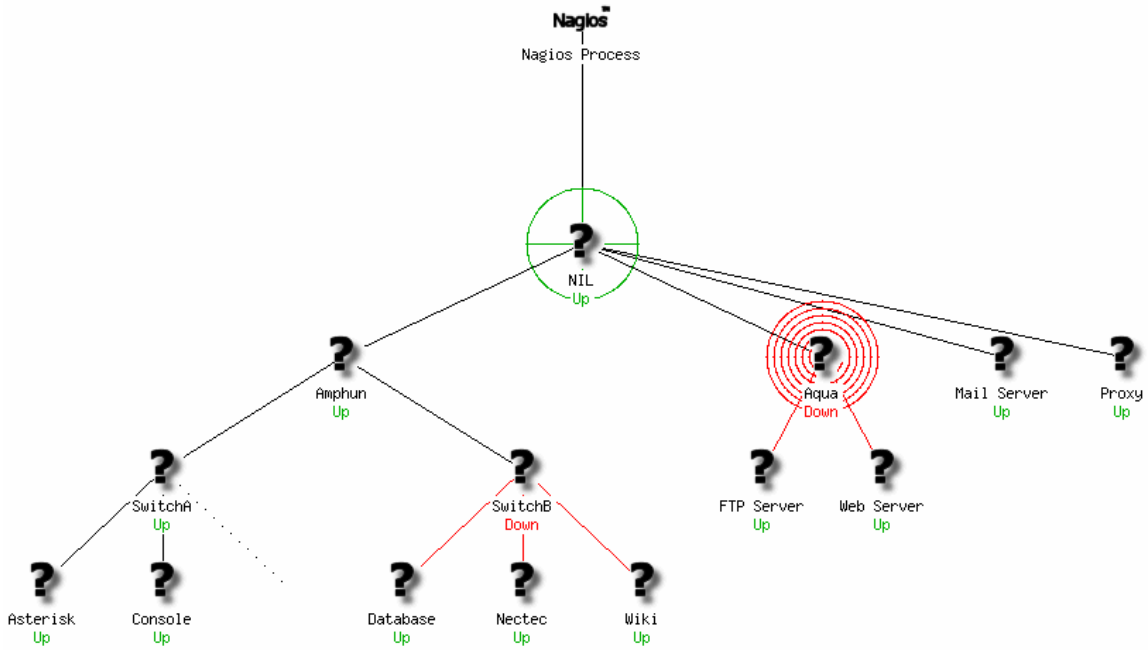 Nagios™
Nagios Process
NIL
Up
Amphun
Up
Aqua
Down
Mail Server
Up
Proxy
Up
SwitchA
Up
SwitchB
Down
FTP Server
Up
Web Server
Up
Asterisk
Up
Console
Up
Database
Up
Nectec
Up
Wiki
Up